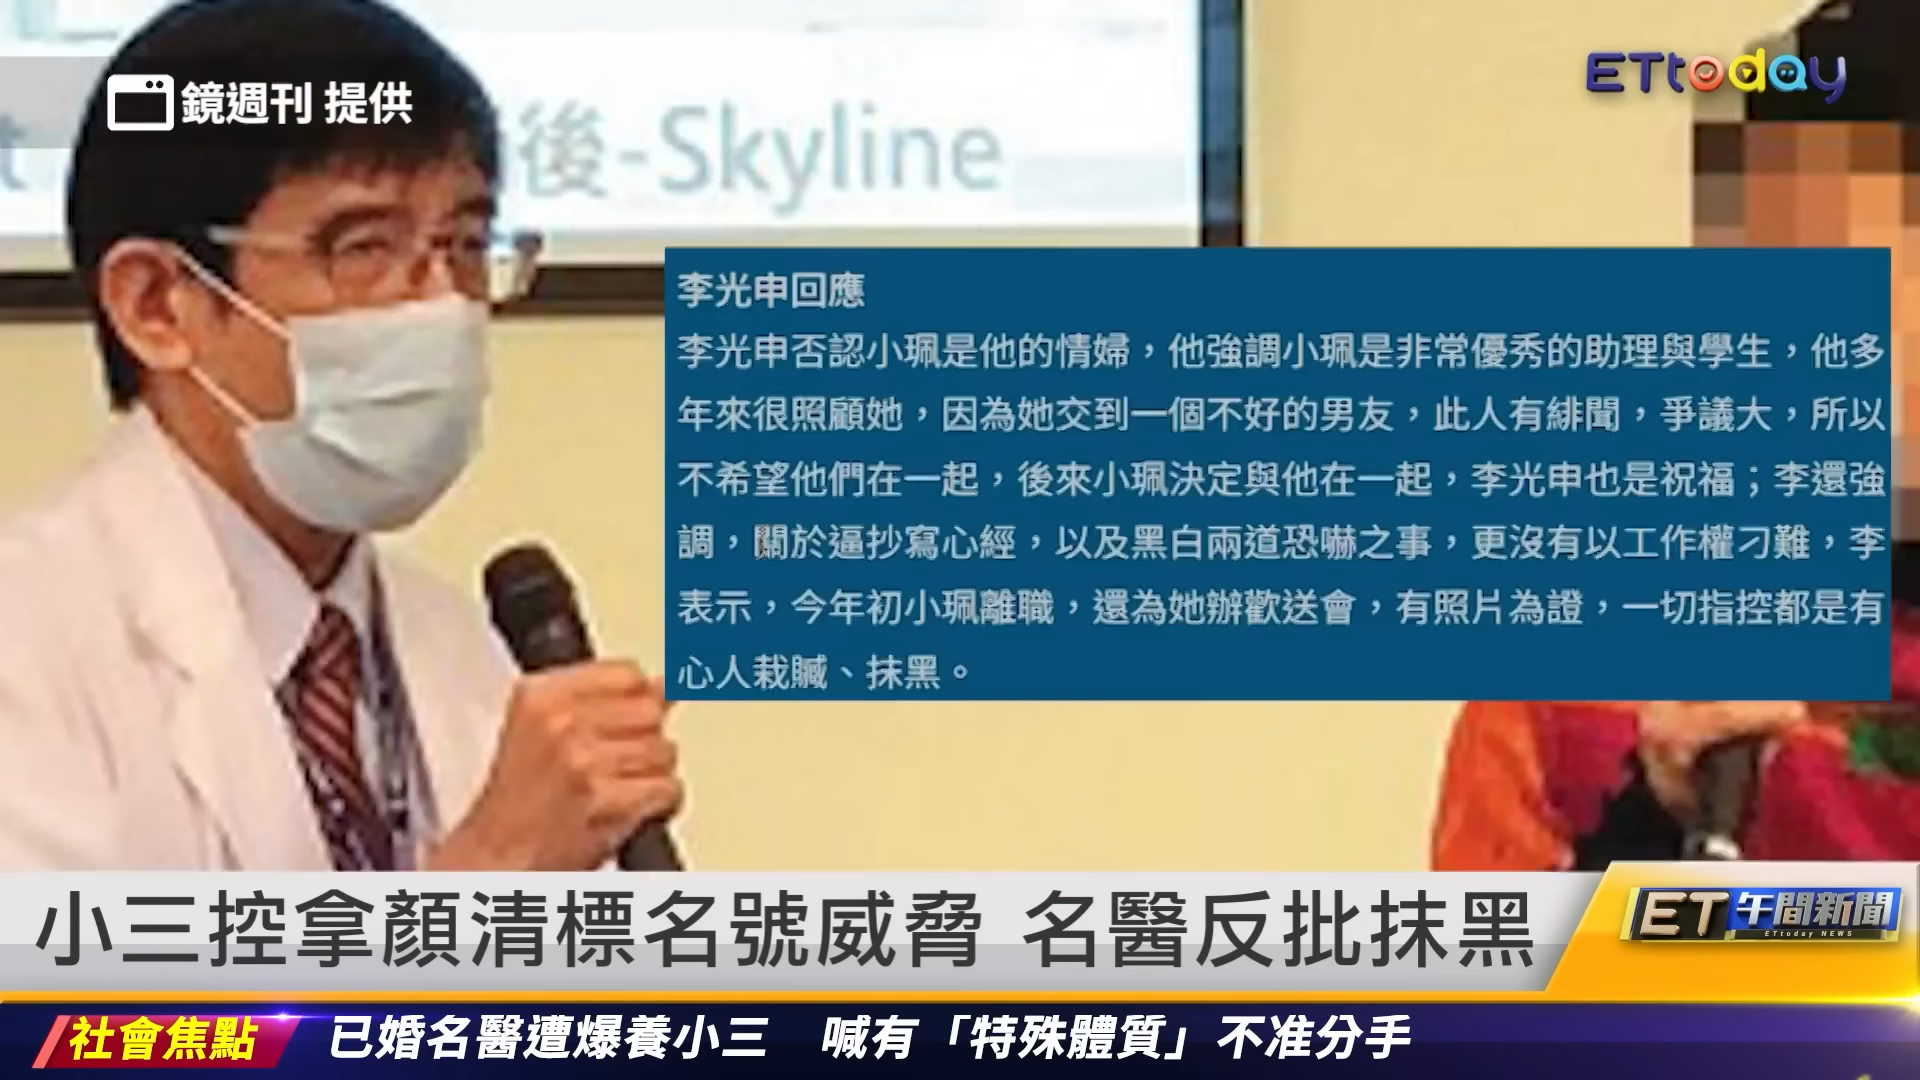 鏡週刊 提供
ETtoday
後-Skyline
李光申回應
李光申否認小珮是他的情婦，他強調小珮是非常優秀的助理與學生，他多
年來很照顧她，因為她交到一個不好的男友，此人有緋聞，爭議大，所以
不希望他們在一起，後來小珮決定與他在一起，李光申也是祝福；李還強
調，關於逼抄寫心經，以及黑白兩道恐嚇之事，更沒有以工作權刁難，李
表示，今年初小珮離職，還為她辦歡送會，有照片為證，一切指控都是有
心人栽贓、抹黑。
小三控拿顏清標名號威脅 名醫反批抹黑
ET午間新聞
ETtoday NEWS
社會焦點 已婚名醫遭爆養小三 喊有「特殊體質」不准分手